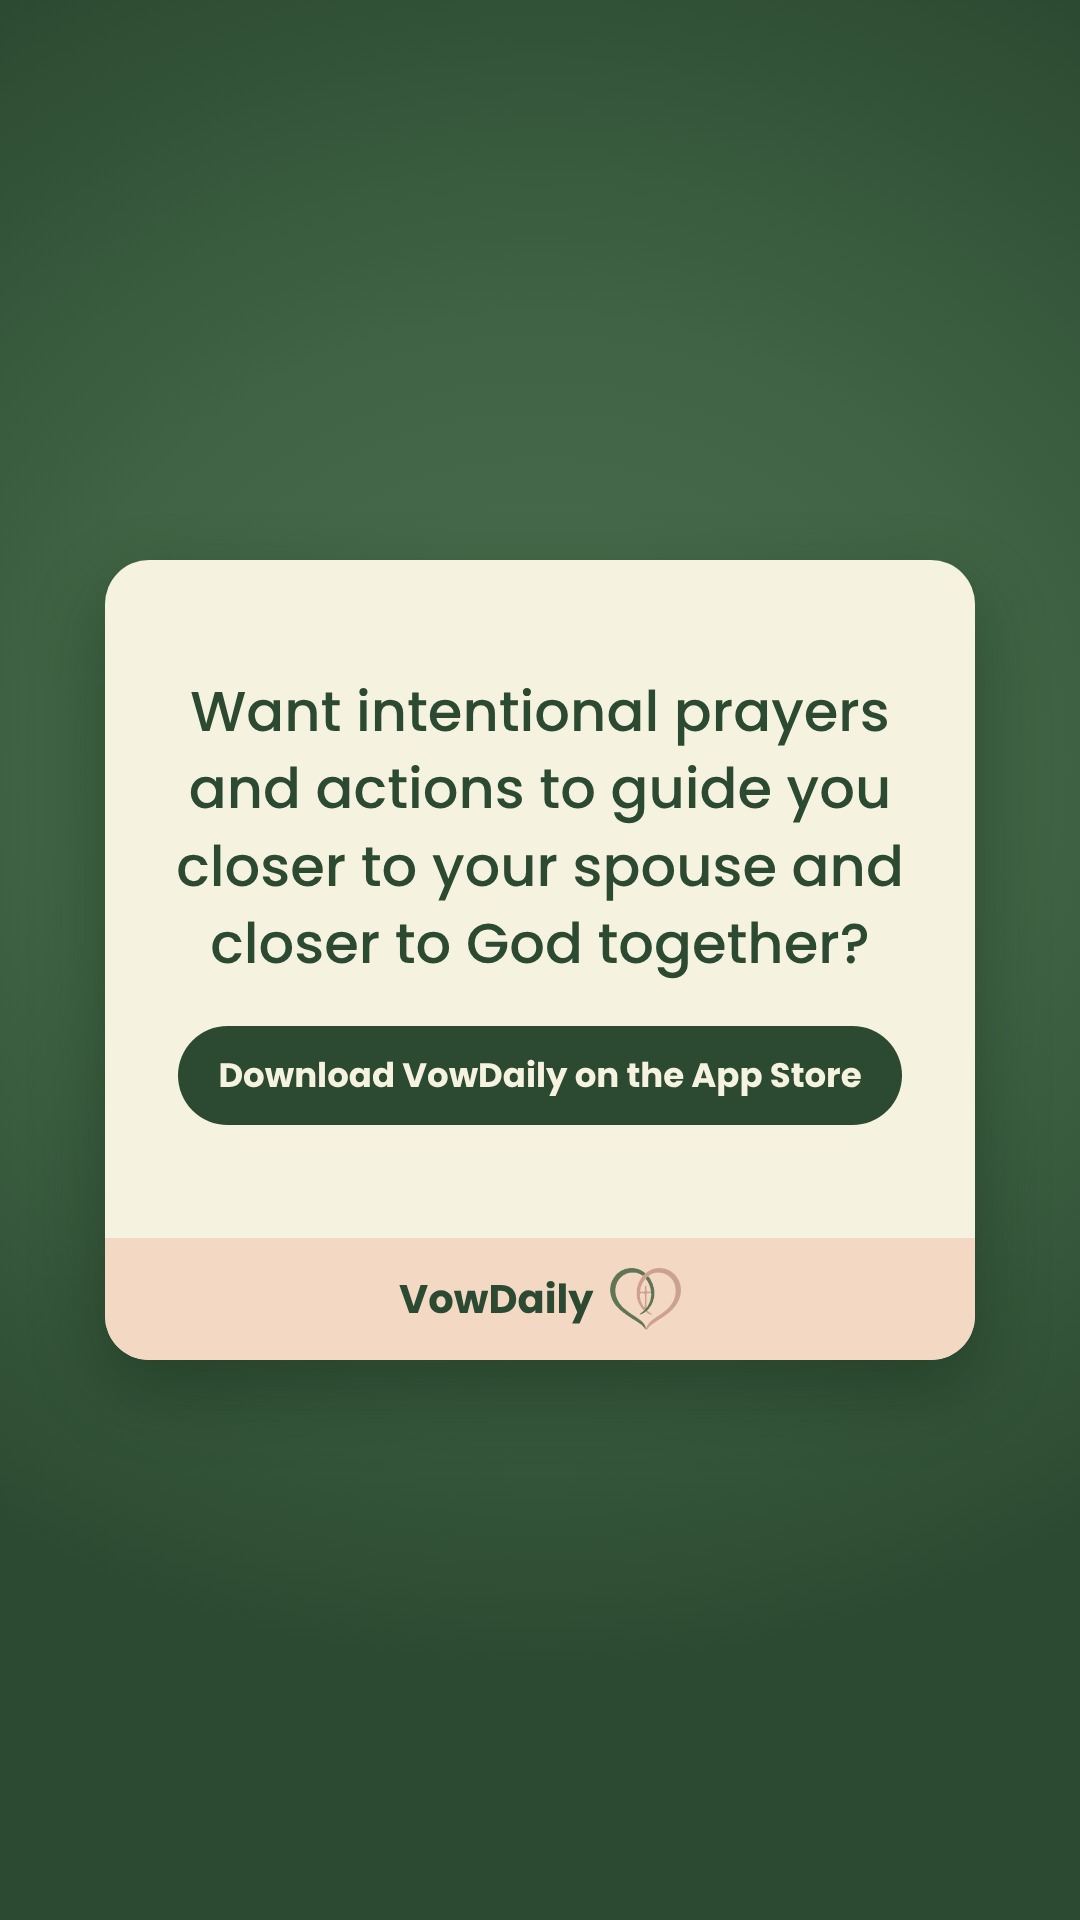 Want intentional prayers
and actions to guide you
closer to your spouse and
closer to God together?
Download VowDaily on the App Store
VowDaily